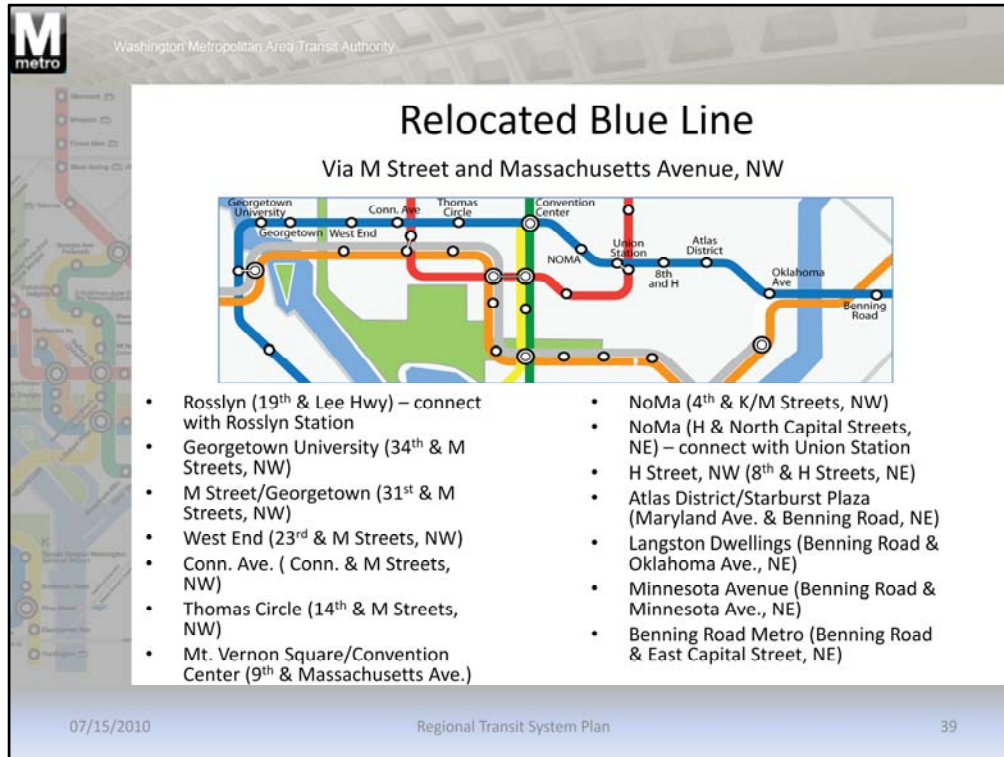 M
metro
Washington Metropolitan Area Transit Authority
Relocated Blue Line
Via M Street and Massachusetts Avenue, NW
Georgetown
University
Georgetown
West End
Conn. Ave
Thomas
Circle
Convention
Center
NOMA
Union
Station
8th
and H
Atlas
District
Oklahoma
Ave
Benning
Road
• Rosslyn (19th & Lee Hwy) – connect
with Rosslyn Station
• Georgetown University (34th & M
Streets, NW)
• M Street/Georgetown (31st & M
Streets, NW)
• West End (23rd & M Streets, NW)
• Conn. Ave. ( Conn. & M Streets,
NW)
• Thomas Circle (14th & M Streets,
NW)
• Mt. Vernon Square/Convention
Center (9th & Massachusetts Ave.)
• NoMa (4th & K/M Streets, NW)
• NoMa (H & North Capital Streets,
NE) – connect with Union Station
• H Street, NW (8th & H Streets, NE)
• Atlas District/Starburst Plaza
(Maryland Ave. & Benning Road, NE)
• Langston Dwellings (Benning Road &
Oklahoma Ave., NE)
• Minnesota Avenue (Benning Road &
Minnesota Ave., NE)
• Benning Road Metro (Benning Road
& East Capital Street, NE)
07/15/2010
Regional Transit System Plan
39